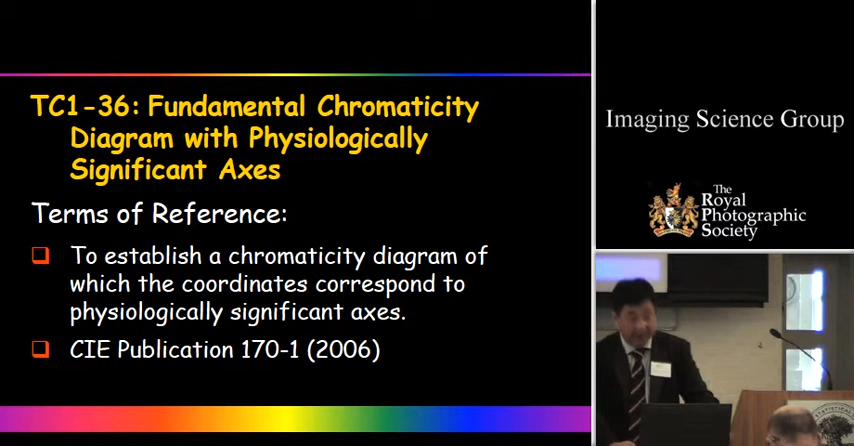 TC1-36: Fundamental Chromaticity
Diagram with Physiologically
Significant Axes
Terms of Reference:
To establish a chromaticity diagram of
which the coordinates correspond to
physiologically significant axes.
CIE Publication 170-1 (2006)
Imaging Science Group
The
Royal
Photographic
Society
STATISTICAL